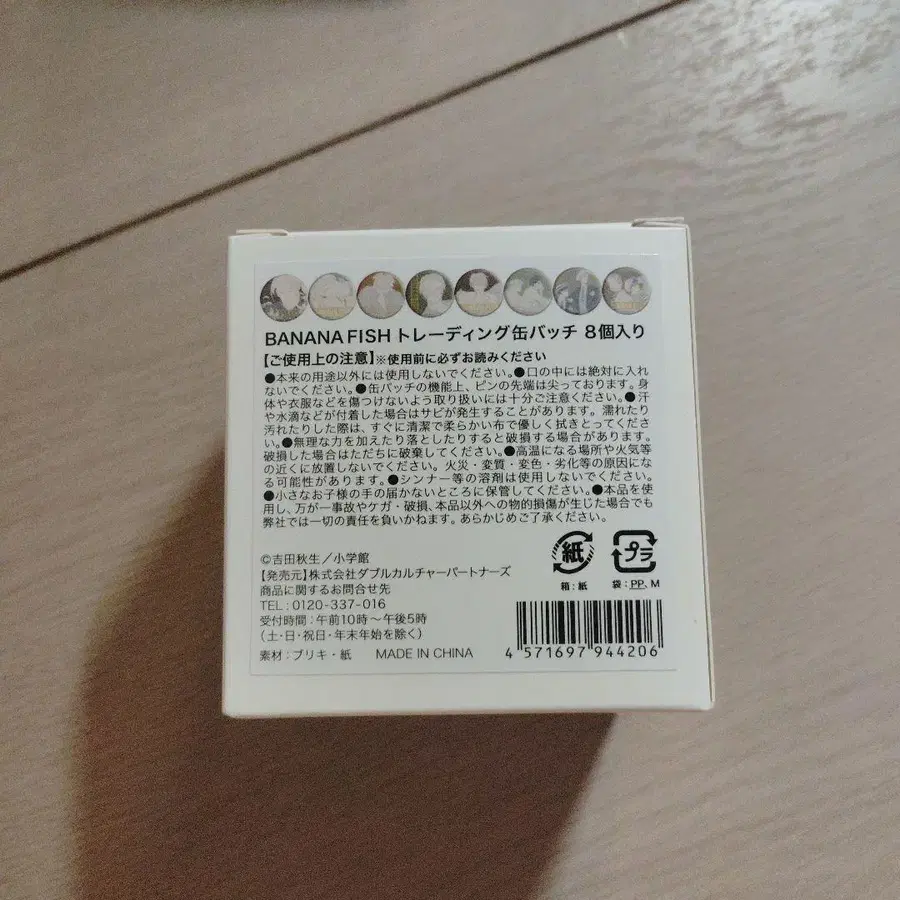 BANANA FISH トレーディング缶バッチ 8個入り
【ご使用上の注意】※使用前に必ずお読みください
●本来の用途以外には使用しないでください。●口の中には絶対に入れ
ないでください。●缶バッチの機能上、ピンの先端は尖っております。身
体や衣服などを傷つけないよう取り扱いには十分ご注意ください。●汗
や水滴などが付着した場合はサビが発生することがあります。濡れたり
汚れたりした際は、すぐに清潔で柔らかい布で優しく拭きとってくださ
い。●無理な力を加えたり落としたりすると破損する場合があります。
破損した場合はただちに破棄してください。●高温になる場所や火気等
の近くに放置しないでください。火災・変質・変色・劣化等の原因にな
る可能性があります。●シンナー等の溶剤は使用しないでください。
●小さなお子様の手の届かないところに保管してください。●本品を使
用し、万が一事故やケガ・破損、本品以外への物的損傷が生じた場合でも
弊社では一切の責任を負いかねます。あらかじめご了承ください。
©吉田秋生／小学館
【発売元】株式会社ダブルカルチャーパートナーズ
商品に関するお問合せ先
TEL：0120-337-016
受付時間：午前10時～午後5時
（土・日・祝日・年末年始を除く）
素材：ブリキ・紙 MADE IN CHINA
紙
プラ
箱：紙
袋：PP、M
4 571697 944206